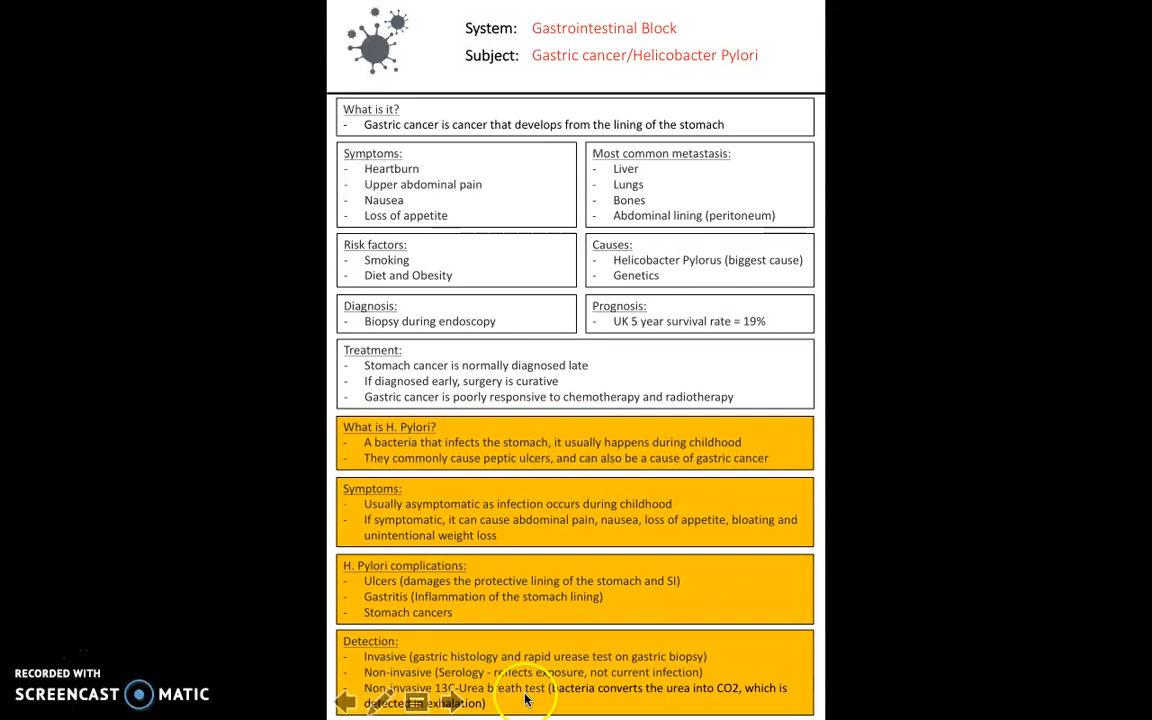 System: Gastrointestinal Block
Subject: Gastric cancer/Helicobacter Pylori
What is it?
- Gastric cancer is cancer that develops from the lining of the stomach
Symptoms:
- Heartburn
- Upper abdominal pain
- Nausea
- Loss of appetite
Most common metastasis:
- Liver
- Lungs
- Bones
- Abdominal lining (peritoneum)
Risk factors:
- Smoking
- Diet and Obesity
Causes:
- Helicobacter Pylorus (biggest cause)
- Genetics
Diagnosis:
- Biopsy during endoscopy
Prognosis:
- UK 5 year survival rate = 19%
Treatment:
- Stomach cancer is normally diagnosed late
- If diagnosed early, surgery is curative
- Gastric cancer is poorly responsive to chemotherapy and radiotherapy
What is H. Pylori?
- A bacteria that infects the stomach, it usually happens during childhood
- They commonly cause peptic ulcers, and can also be a cause of gastric cancer
Symptoms:
- Usually asymptomatic as infection occurs during childhood
- If symptomatic, it can cause abdominal pain, nausea, loss of appetite, bloating and
unintentional weight loss
H. Pylori complications:
- Ulcers (damages the protective lining of the stomach and SI)
- Gastritis (Inflammation of the stomach lining)
- Stomach cancers
Detection:
- Invasive (gastric histology and rapid urease test on gastric biopsy)
- Non-invasive (Serology - reflects exposure, not current infection)
- Non-invasive 13C-Urea breath test (bacteria converts the urea into CO2, which is
detected in exhalation)
RECORDED WITH
SCREENCAST MATIC